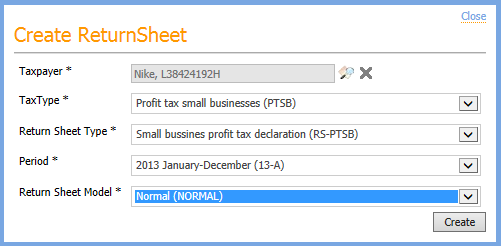 Close
Create ReturnSheet
Taxpayer * Nike, L38424192H
TaxType * Profit tax small businesses (PTSB)
Return Sheet Type * Small bussines profit tax declaration (RS-PTSB)
Period * 2013 January-December (13-A)
Return Sheet Model * Normal (NORMAL)
Create